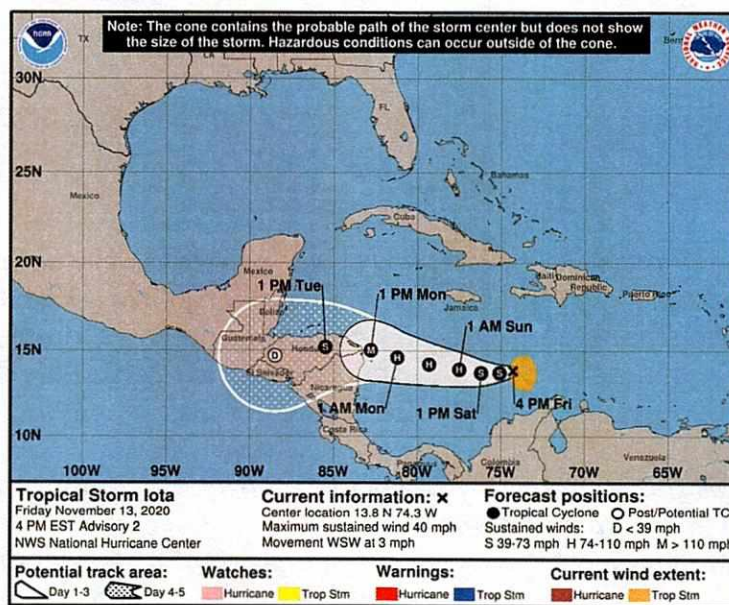 Note: The cone contains the probable path of the storm center but does not show
the size of the storm. Hazardous conditions can occur outside of the cone.
NOAA
NATIONAL WEATHER SERVICE
TX
LA
Ber
30N
FL
25N
Mexico
Bahamas
Cuba
20N
Mexico
Haiti Dominican
Republic
Puerto Rico
Jamaica
1 PM Tue
1 PM Mon
Belize
1 AM Sun
Guatemala
Hondu
15N
D
S
M
H
H
H
S
S
El Salvador
Nicaragua
1 AM Mon
1 PM Sat
4 PM Fri
Costa Rica
10N
Venezuela
Colombia
100W
95W
90W
85W
80W
75W
70W
65W
Tropical Storm Iota
Friday November 13, 2020
4 PM EST Advisory 2
NWS National Hurricane Center
Current information: x
Center location 13.8 N 74.3 W
Maximum sustained wind 40 mph
Movement WSW at 3 mph
Forecast positions:
Tropical Cyclone Post/Potential TC
Sustained winds: D < 39 mph
S 39-73 mph H 74-110 mph M > 110 mph
Potential track area:
Day 1-3 Day 4-5
Watches:
Hurricane Trop Stm
Warnings:
Hurricane Trop Stm
Current wind extent:
Hurricane Trop Stm